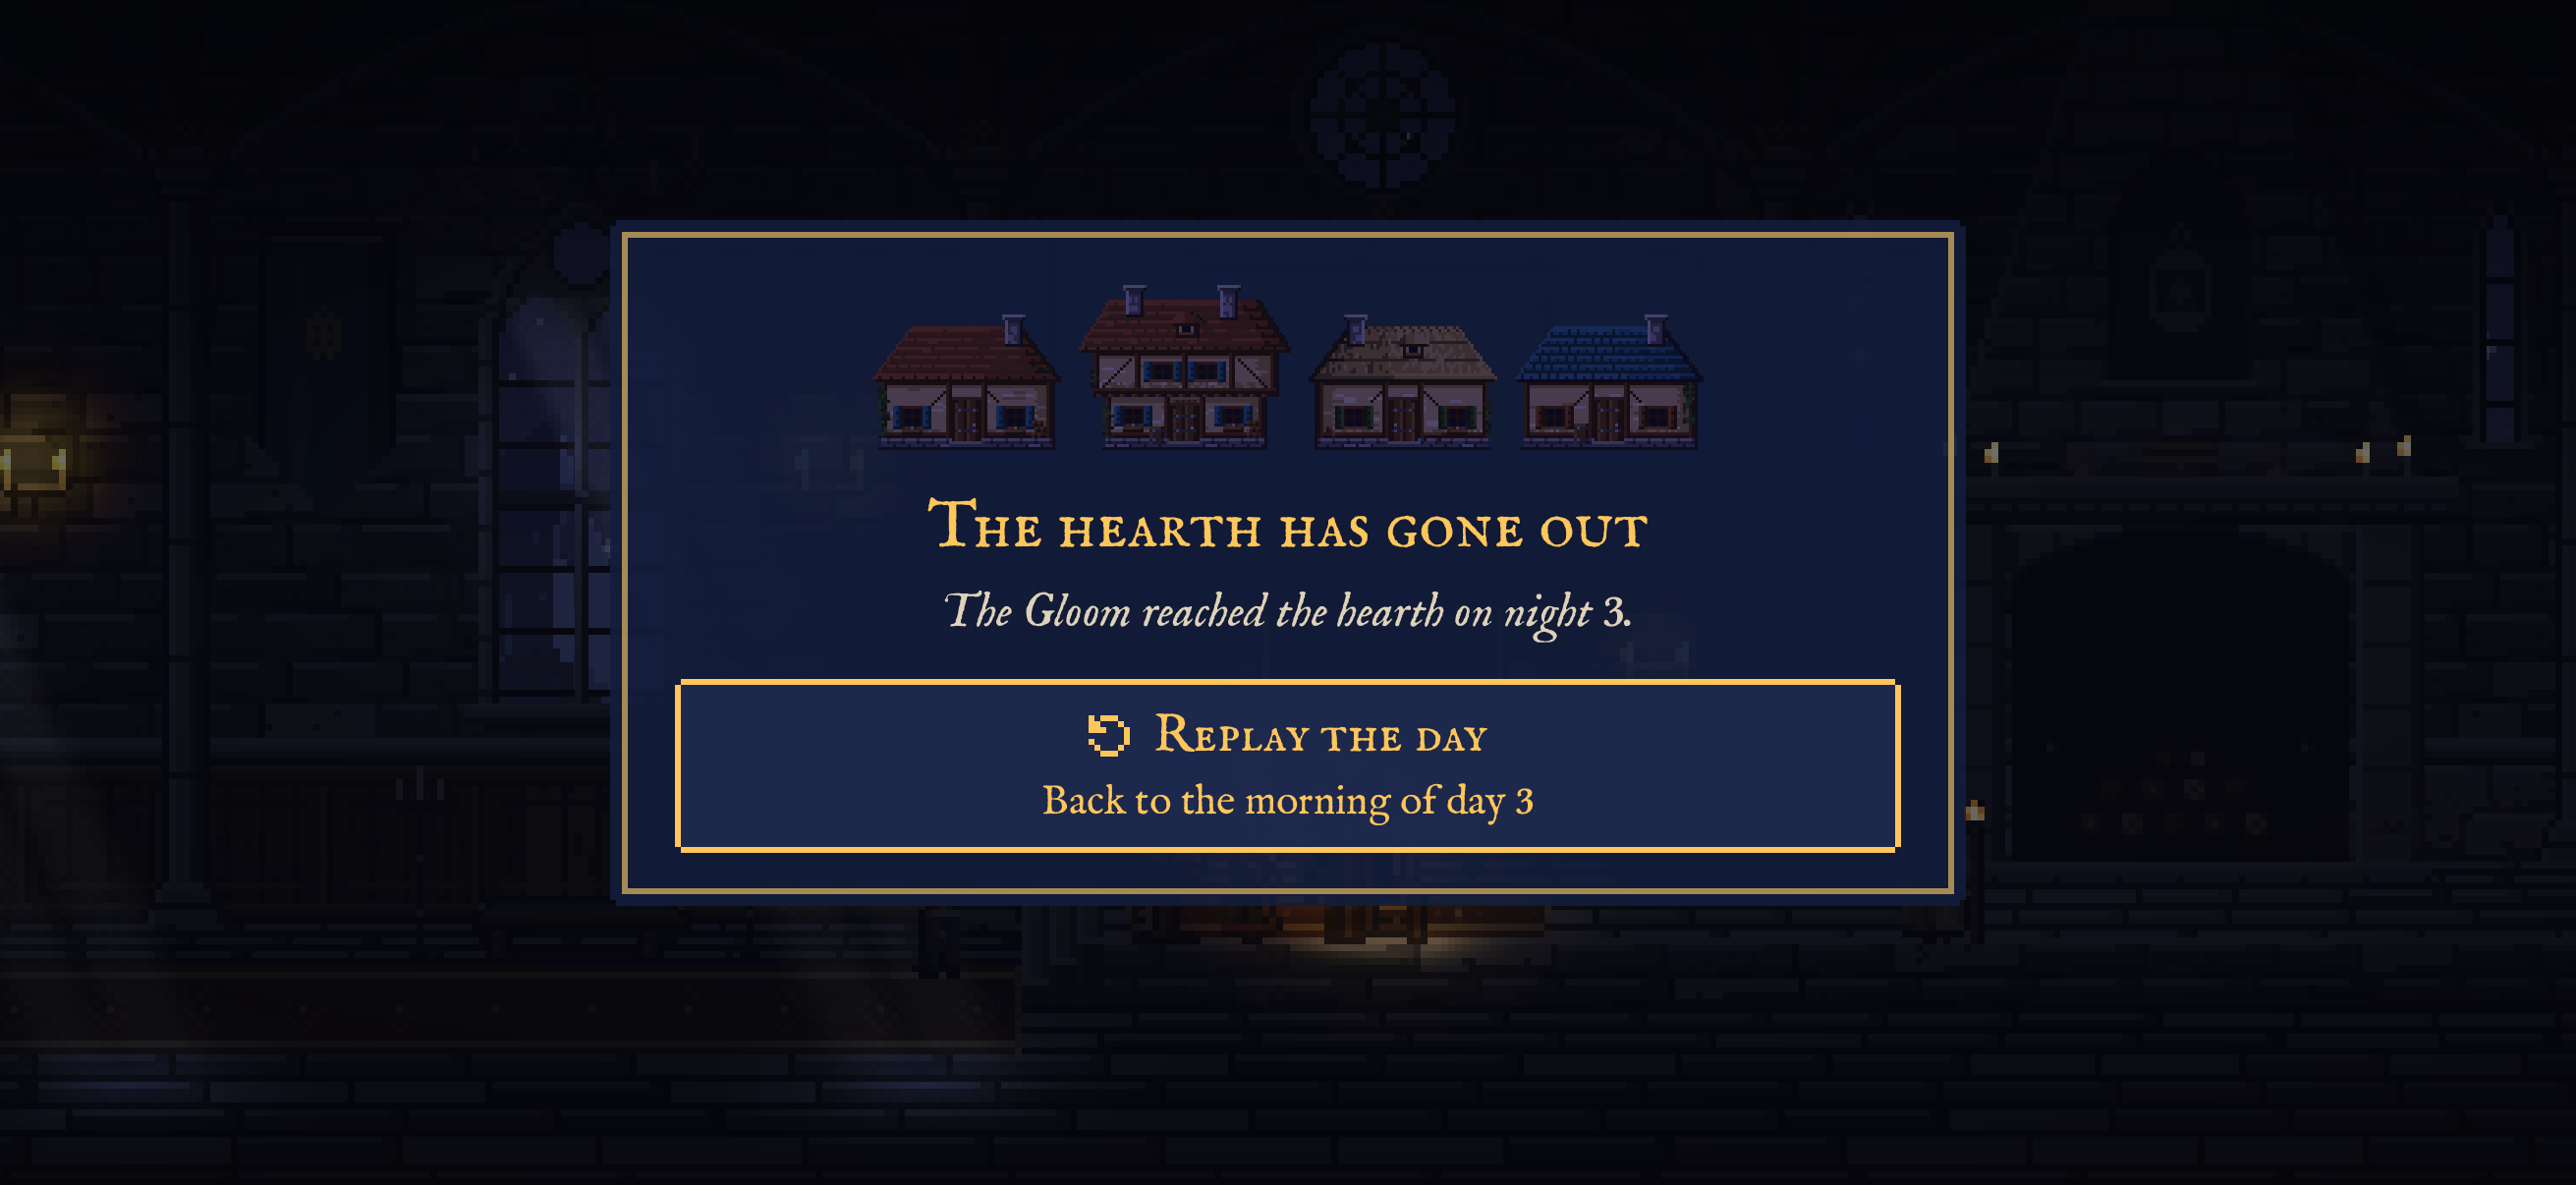 The hearth has gone out
The Gloom reached the hearth on night 3.
Replay the day
Back to the morning of day 3